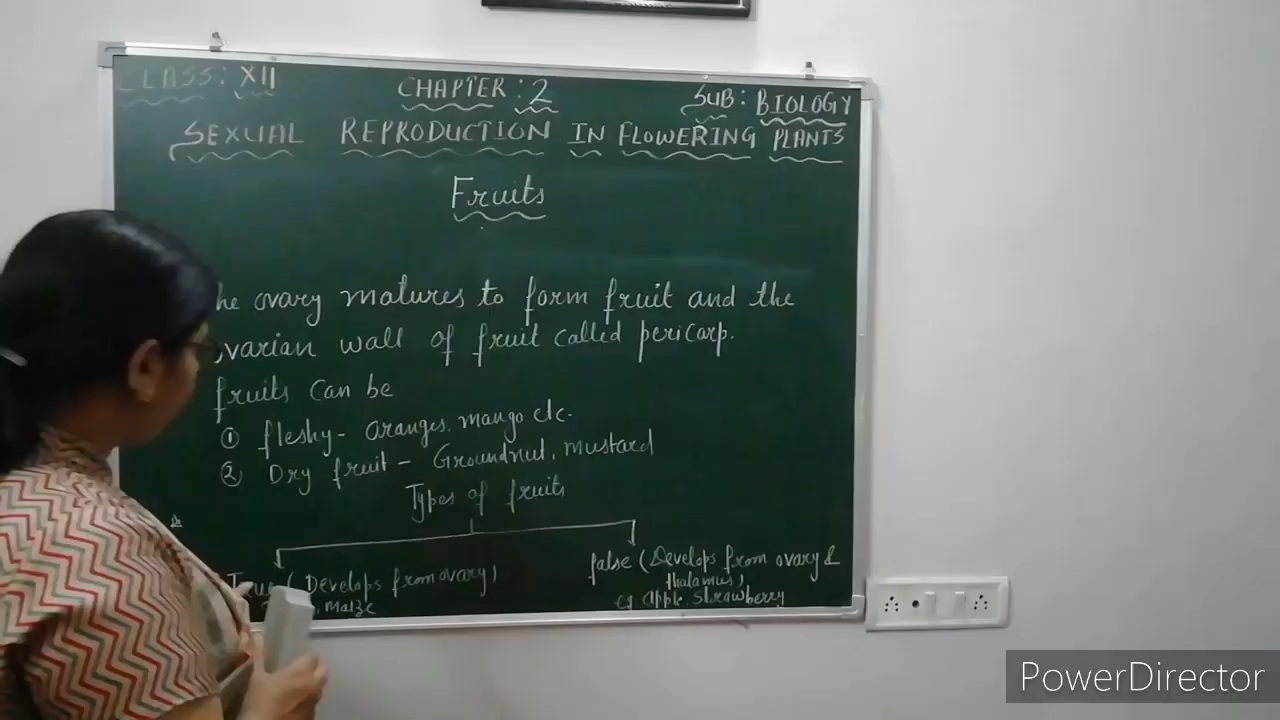 CLASS: XII CHAPTER: 2 SUB: BIOLOGY
SEXUAL REPRODUCTION IN FLOWERING PLANTS
Fruits
he ovary matures to form fruit and the
varian wall of fruit called pericarp.
fruits can be
① fleshy- oranges, mango etc.
② Dry fruit - Groundnut, mustard
Types of fruits
True (Develops from ovary)
, Maize
false (Develops from ovary &
thalamus)
eg apple, strawberry
PowerDirector